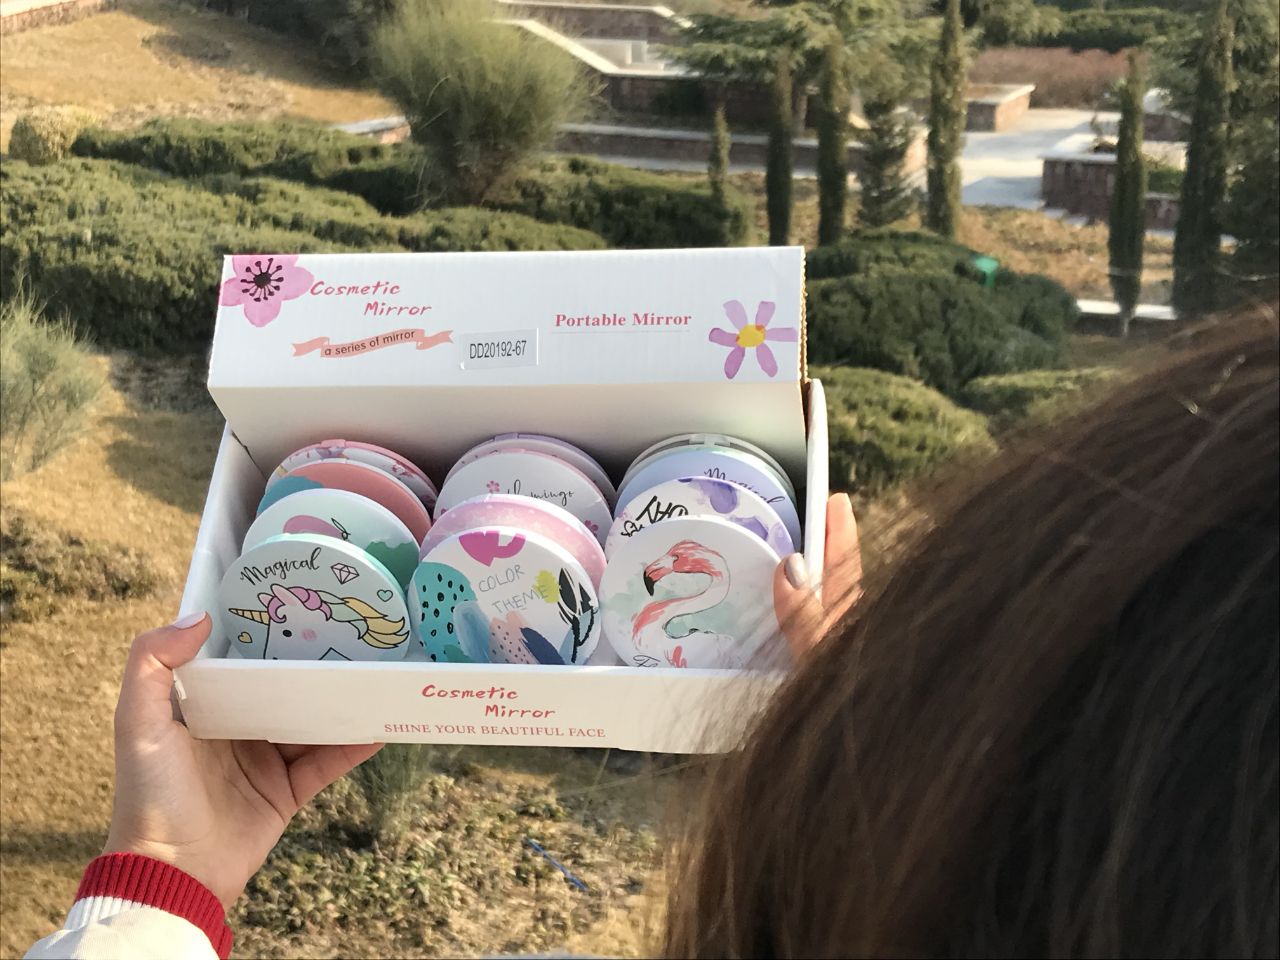 Cosmetic
Mirror
a series of mirror
DD20192-67
Portable Mirror
Magical
Magical
COLOR
THEME
Cosmetic
Mirror
SHINE YOUR BEAUTIFUL FACE